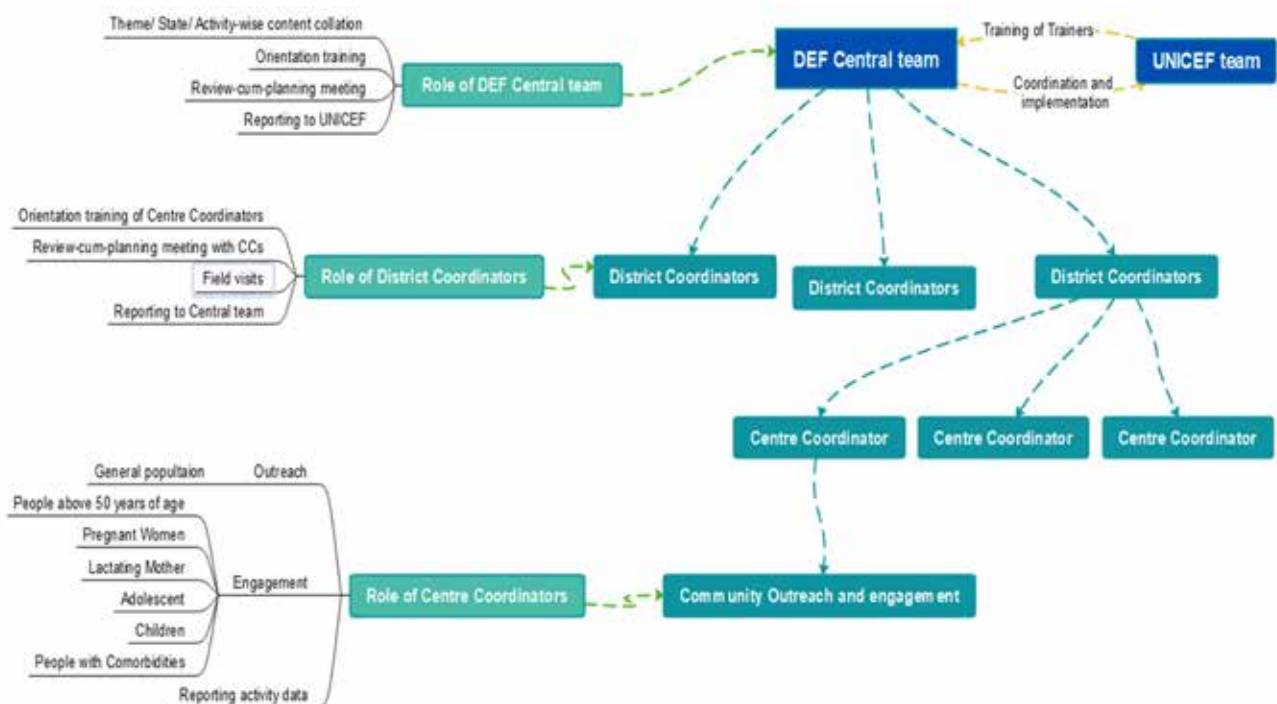 Theme/ State/ Activity-wise content collation
Orientation training
Review-cum-planning meeting
Reporting to UNICEF
Role of DEF Central team
DEF Central team
Training of Trainers
Coordination and
implementation
UNICEF team
Orientation training of Centre Coordinators
Review-cum-planning meeting with CCs
Field visits
Reporting to Central team
Role of District Coordinators
District Coordinators
District Coordinators
District Coordinators
Centre Coordinator
Centre Coordinator
Centre Coordinator
General popultaion
Outreach
People above 50 years of age
Pregnant Women
Lactating Mother
Adolescent
Children
People with Comorbidities
Engagement
Reporting activity data
Role of Centre Coordinators
Community Outreach and engagement